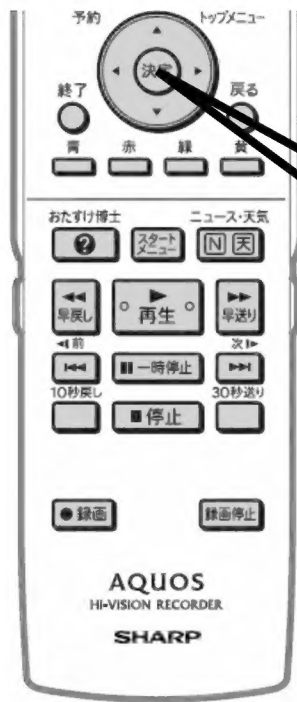 予約 トップメニュー
決定
終了 戻る
青 赤 緑 黄
おたすけ博士 ニュース・天気
? スタートメニュー N 天
早戻し 再生 早送り
前 次
一時停止
10秒戻し 30秒送り
停止
録画 録画停止
AQUOS
HI-VISION RECORDER
SHARP